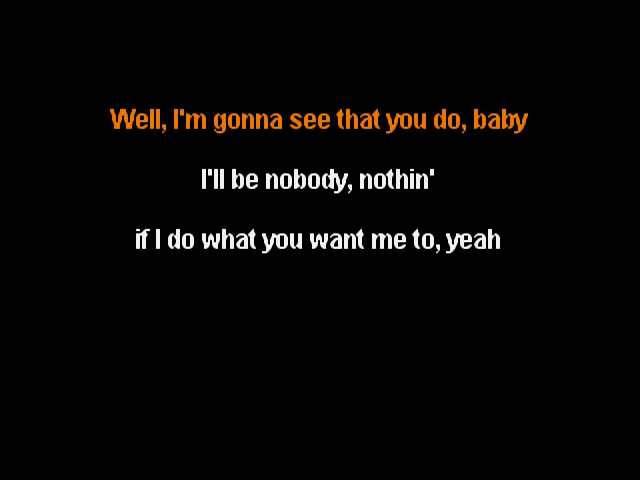 Well, I'm gonna see that you do, baby
I'll be nobody, nothin'
if I do what you want me to, yeah